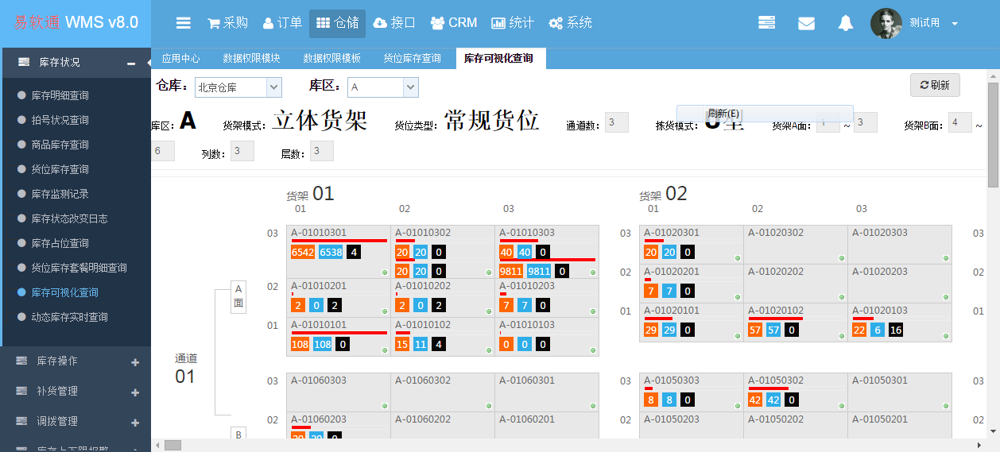 易软通 WMS v8.0
采购 订单 仓储 接口 CRM 统计 系统 测试用
库存状况
应用中心 数据权限模块 数据权限模板 货位库存查询 库存可视化查询
仓库： 北京仓库 库区： A 刷新
刷新(E)
库区： A 货架模式： 立体货架 货位类型： 常规货位 通道数： 3 拣货模式： 货架A面： 1 ~ 3 货架B面： 4 ~
6 列数： 3 层数： 3
库存明细查询
拍号状况查询
商品库存查询
货位库存查询
库存监测记录
库存状态改变日志
库存占位查询
货位库存套餐明细查询
库存可视化查询
动态库存实时查询
库存操作
补货管理
调拨管理
货架 01 货架 02
01 02 03 01 02 03
03 A-01010301 A-01010302 A-01010303 03 A-01020301 A-01020302 A-01020303 03
6542 6538 4 20 20 0 40 40 0 20 20 0
20 20 0 9811 9811 0
02 A-01010201 A-01010202 A-01010203 02 A-01020201 A-01020202 A-01020203 02
2 0 2 2 0 2 7 7 0 7 7 0
01 A-01010101 A-01010102 A-01010103 01 A-01020101 A-01020102 A-01020103 01
108 108 0 15 11 4 0 0 0 29 29 0 57 57 0 22 6 16
A
面
通道
01
03 A-01060303 A-01060302 A-01060301 03 A-01050303 A-01050302 A-01050301 03
8 8 0 42 42 0
02 A-01060203 A-01060202 A-01060201 02 A-01050203 A-01050202 A-01050201 02
B